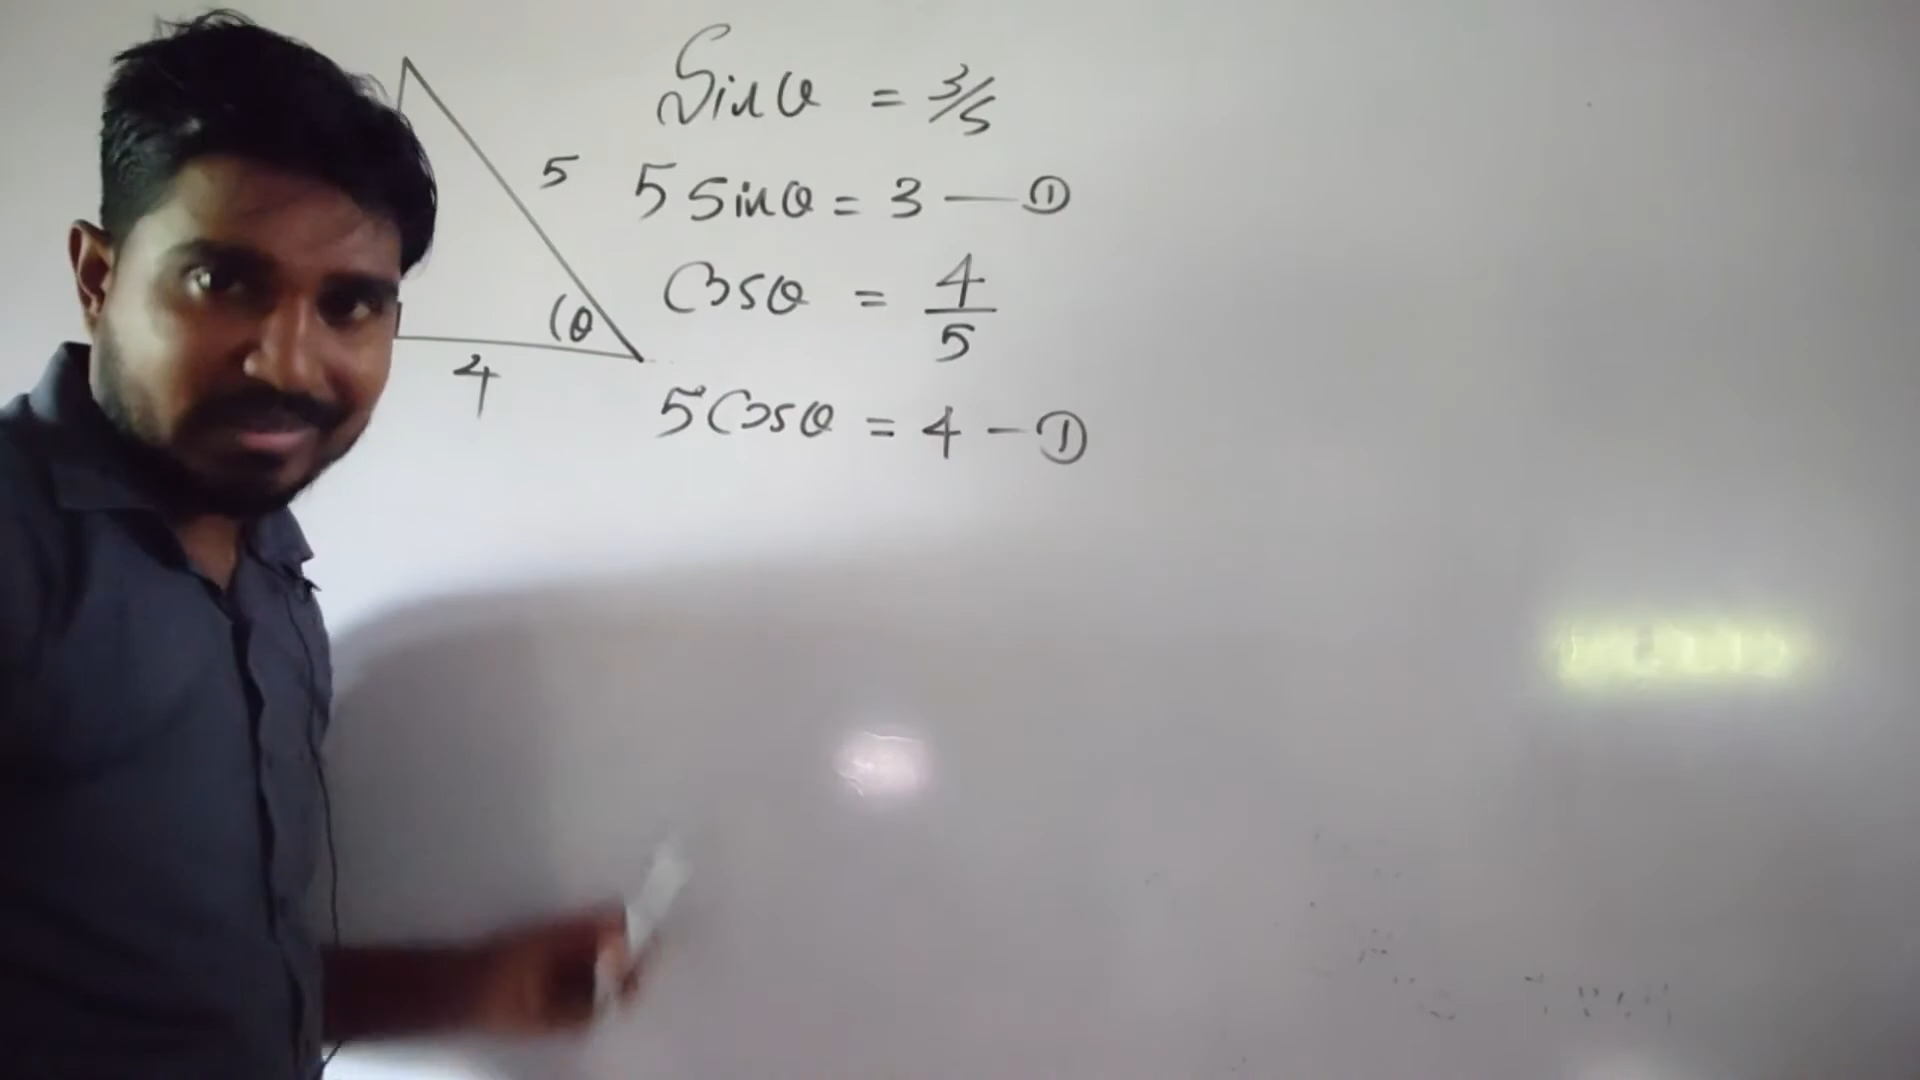 Sinθ = 3/5
5
5 Sinθ = 3 — ①
(θ
Cosθ = 4/5
4
5Cosθ = 4 – ①